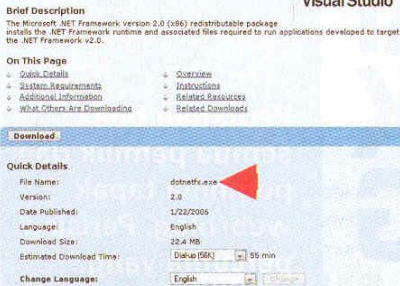 Visual Studio
Brief Description
The Microsoft .NET Framework version 2.0 (x86) redistributable package
installs the .NET Framework runtime and associated files required to run applications developed to target
the .NET Framework v2.0.
On This Page
Quick Details
Overview
System Requirements
Instructions
Additional Information
Related Resources
What Others Are Downloading
Related Downloads
Download
Quick Details
File Name: dotnetfx.exe
Version: 2.0
Date Published: 1/22/2006
Language: English
Download Size: 22.4 MB
Estimated Download Time: Dial-up (56K) 55 min
Change Language: English Change